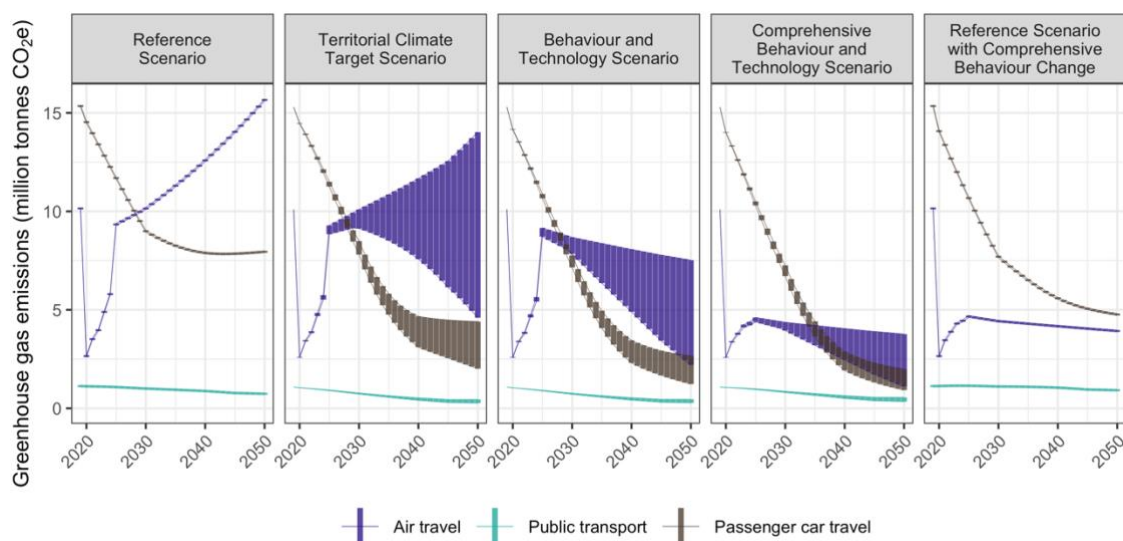 Greenhouse gas emissions (million tonnes CO₂e)
Reference
Scenario
Territorial Climate
Target Scenario
Behaviour and
Technology Scenario
Comprehensive
Behaviour and
Technology Scenario
Reference Scenario
with Comprehensive
Behaviour Change
15
10
5
0
2020 2030 2040 2050
2020 2030 2040 2050
2020 2030 2040 2050
2020 2030 2040 2050
2020 2030 2040 2050
Air travel Public transport Passenger car travel